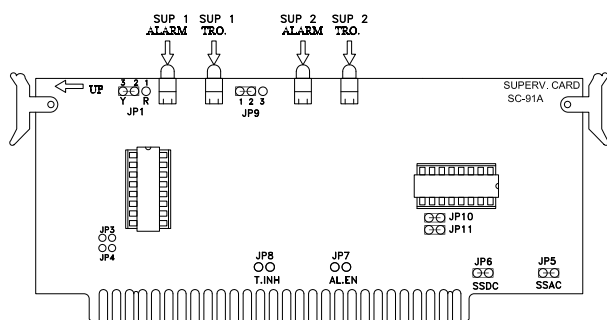 SUP 1 SUP 1 SUP 2 SUP 2
ALARM TRO. ALARM TRO.
UP
3 2 1
Y R
JP1
1 2 3
JP9
SUPERV. CARD
SC-91A
JP3
JP4
JP10
JP11
JP8
T.INH
JP7
AL.EN
JP6
SSDC
JP5
SSAC